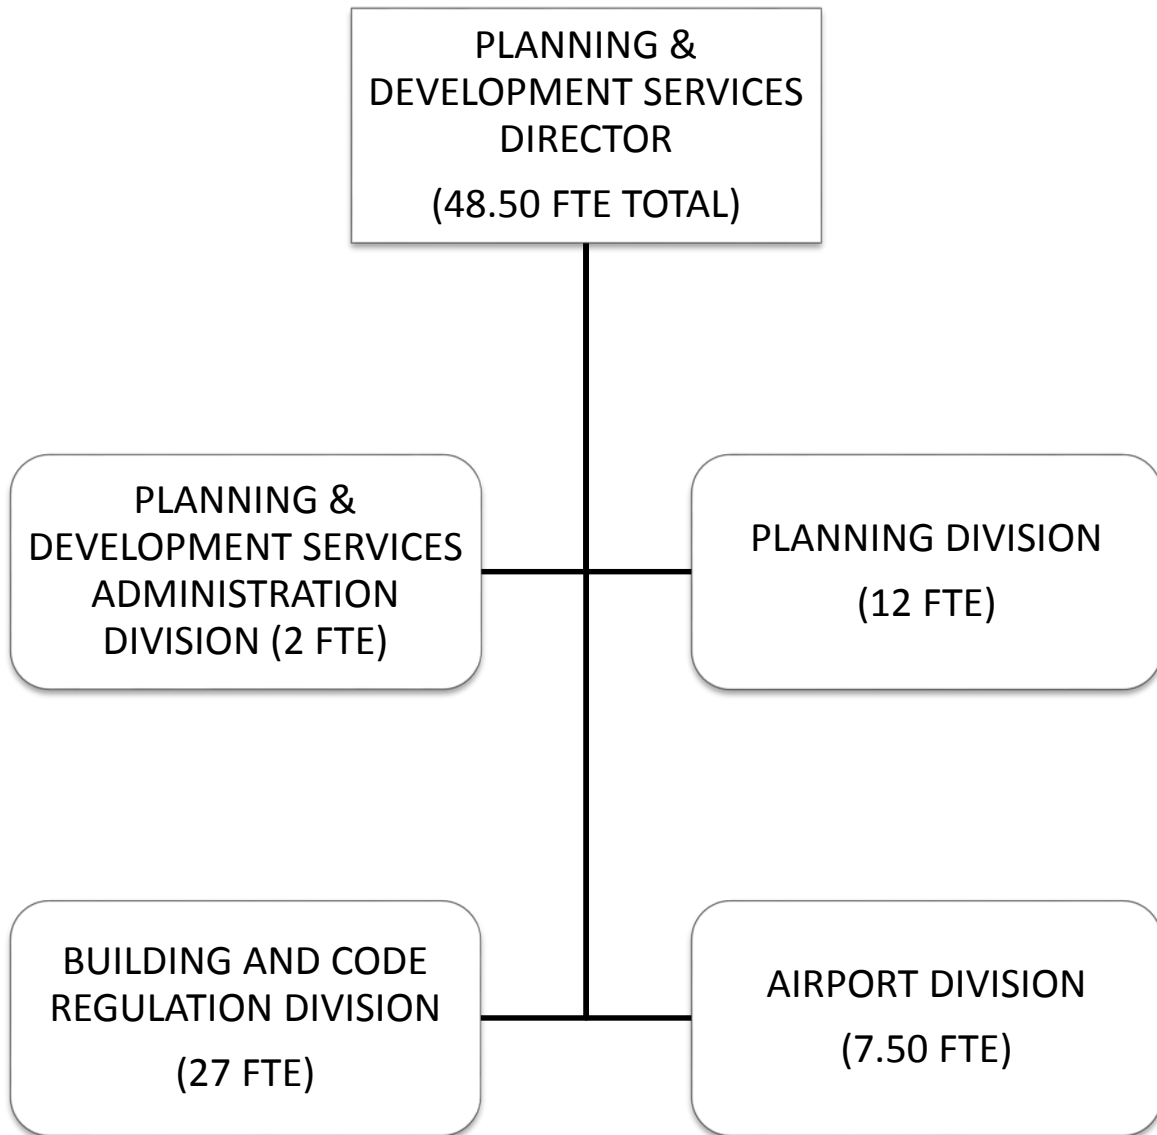 PLANNING &
DEVELOPMENT SERVICES
DIRECTOR
(48.50 FTE TOTAL)
PLANNING &
DEVELOPMENT SERVICES
ADMINISTRATION
DIVISION (2 FTE)
PLANNING DIVISION
(12 FTE)
BUILDING AND CODE
REGULATION DIVISION
(27 FTE)
AIRPORT DIVISION
(7.50 FTE)